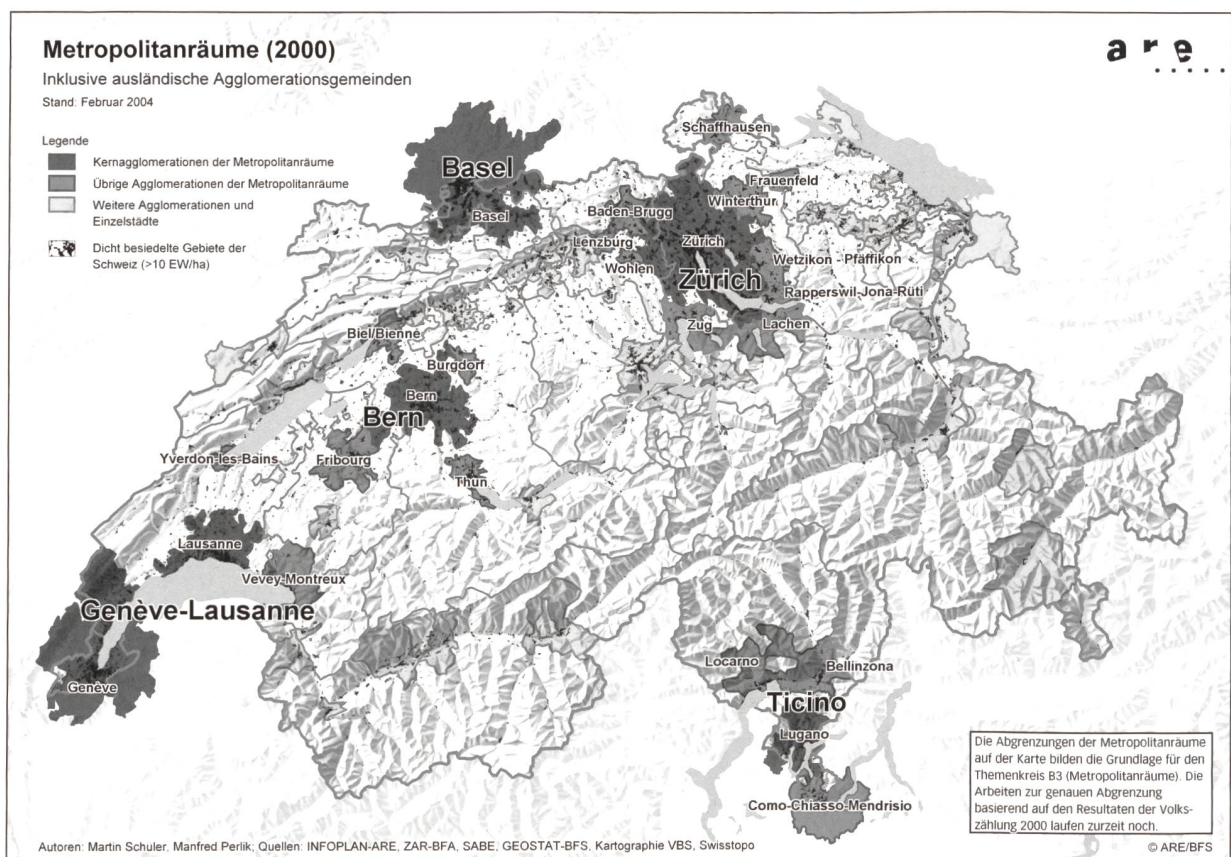 Metropolitanräume (2000)
Inklusive ausländische Agglomerationsgemeinden
Stand: Februar 2004
are
Legende
Kernagglomerationen der Metropolitanräume
Übrige Agglomerationen der Metropolitanräume
Weitere Agglomerationen und
Einzelstädte
Dicht besiedelte Gebiete der
Schweiz (>10 EW/ha)
Schaffhausen
Basel
Frauenfeld
Winterthur
Basel
Baden-Brugg
Zürich
Lenzburg
Wohlen
Wetzikon - Pfäffikon
Zürich
Rapperswil-Jona-Rüti
Zug
Lachen
Biel/Bienne
Burgdorf
Bern
Bern
Yverdon-les-Bains
Fribourg
Thun
Lausanne
Vevey-Montreux
Genève-Lausanne
Genève
Locarno
Bellinzona
Ticino
Lugano
Como-Chiasso-Mendrisio
Die Abgrenzungen der Metropolitanräume
auf der Karte bilden die Grundlage für den
Themenkreis B3 (Metropolitanräume). Die
Arbeiten zur genauen Abgrenzung
basierend auf den Resultaten der Volks-
zählung 2000 laufen zurzeit noch.
Autoren: Martin Schuler, Manfred Perlik; Quellen: INFOPLAN-ARE, ZAR-BFA, SABE, GEOSTAT-BFS, Kartographie VBS, Swisstopo
© ARE/BFS